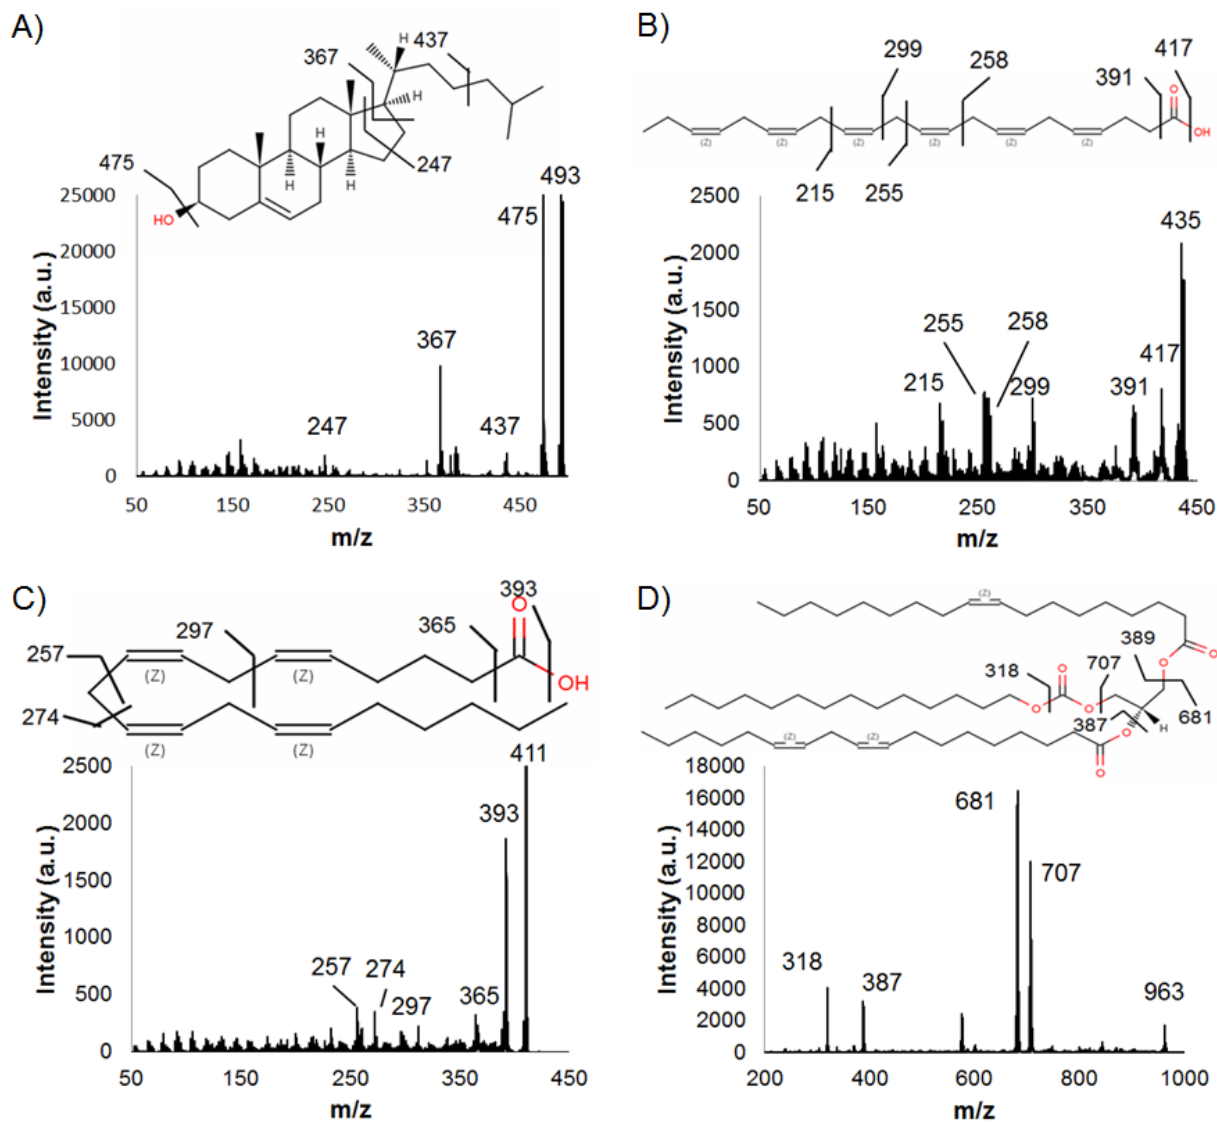 A)
H 437
367
H
H
H
H
247
475
HO
493
475
25000
20000
15000
10000
5000
0
367
247
437
50
150
250
350
450
Intensity (a.u.)
m/z
B)
299
258
391
417
O
OH
(Z)
(Z)
(Z)
(Z)
(Z)
(Z)
215
255
2500
2000
1500
1000
500
0
435
255
258
215
299
391
417
50
150
250
350
450
Intensity (a.u.)
m/z
C)
393
O
297
365
257
(Z)
(Z)
OH
274
(Z)
(Z)
411
2500
2000
1500
1000
500
0
393
257
274
297
365
50
150
250
350
450
Intensity (a.u.)
m/z
D)
(Z)
389
O
O
318
O
707
O
O
387
H
681
(Z)
(Z)
O
O
18000
16000
14000
12000
10000
8000
6000
4000
2000
0
681
707
318
387
963
200
400
600
800
1000
Intensity (a.u.)
m/z